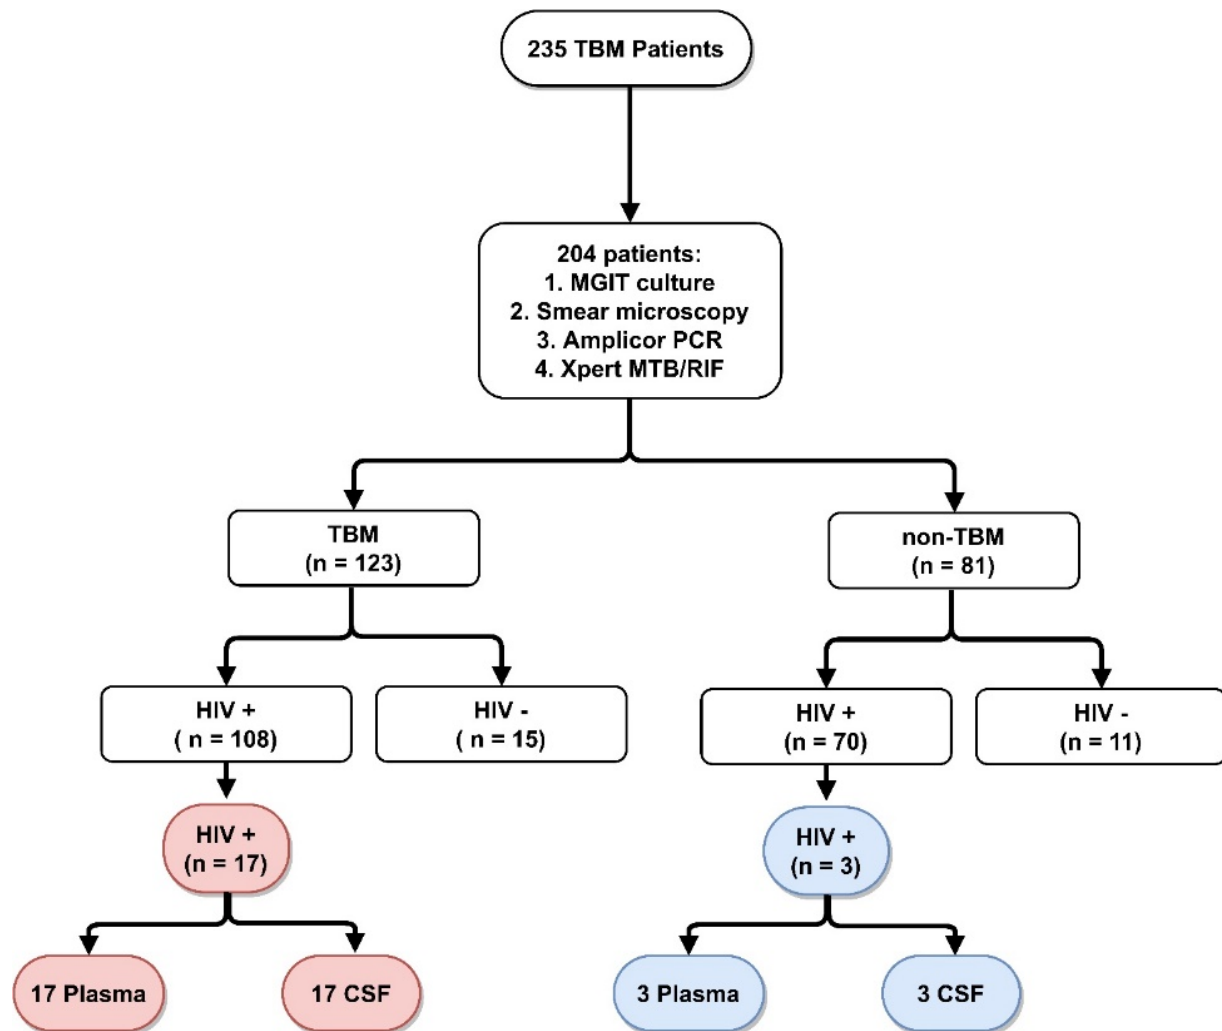 235 TBM Patients
204 patients:
1. MGIT culture
2. Smear microscopy
3. Amplicor PCR
4. Xpert MTB/RIF
TBM
(n = 123)
non-TBM
(n = 81)
HIV +
( n = 108)
HIV -
( n = 15)
HIV +
(n = 70)
HIV -
(n = 11)
HIV +
(n = 17)
HIV +
(n = 3)
17 Plasma
17 CSF
3 Plasma
3 CSF